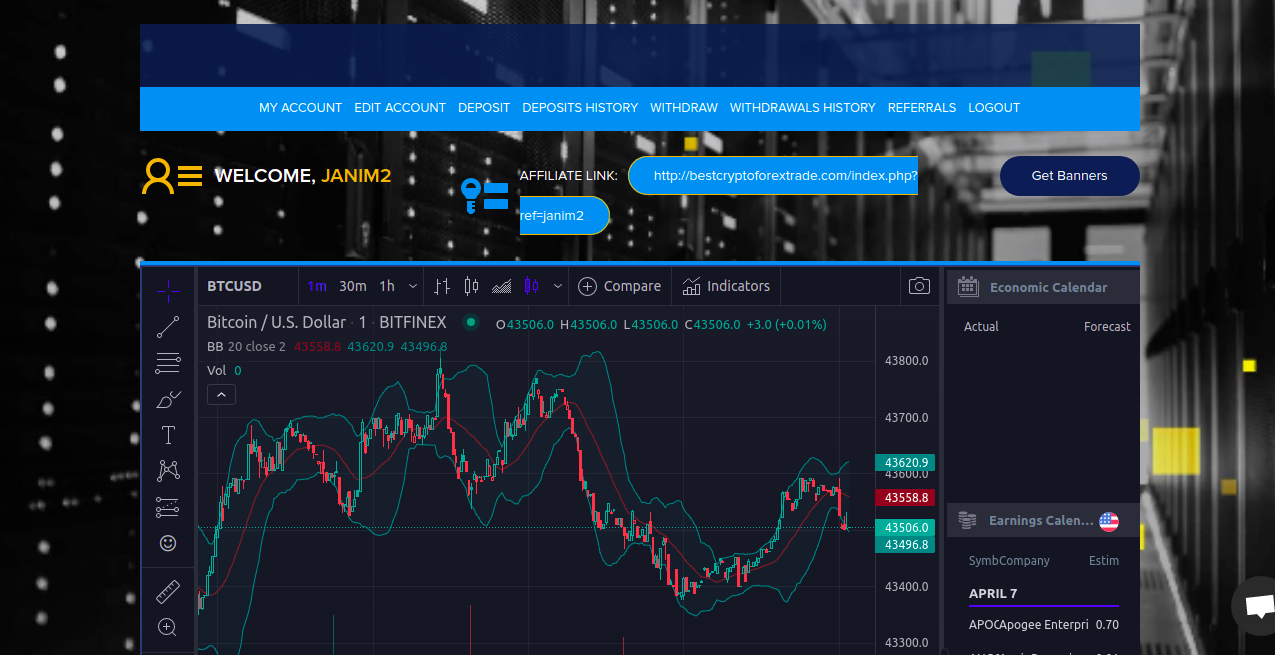 MY ACCOUNT EDIT ACCOUNT DEPOSIT DEPOSITS HISTORY WITHDRAW WITHDRAWALS HISTORY REFERRALS LOGOUT
WELCOME, JANIM2
AFFILIATE LINK: http://bestcryptoforextrade.com/index.php?
ref=janim2
Get Banners
BTCUSD 1m 30m 1h Compare Indicators
Bitcoin / U.S. Dollar · 1 · BITFINEX O43506.0 H43506.0 L43506.0 C43506.0 +3.0 (+0.01%)
BB 20 close 2 43558.8 43620.9 43496.8
Vol 0
43800.0
43700.0
43620.9
43600.0
43558.8
43506.0
43496.8
43400.0
43300.0
Economic Calendar
Actual Forecast
Earnings Calen...
SymbCompany Estim
APRIL 7
APOCApogee Enterpri 0.70